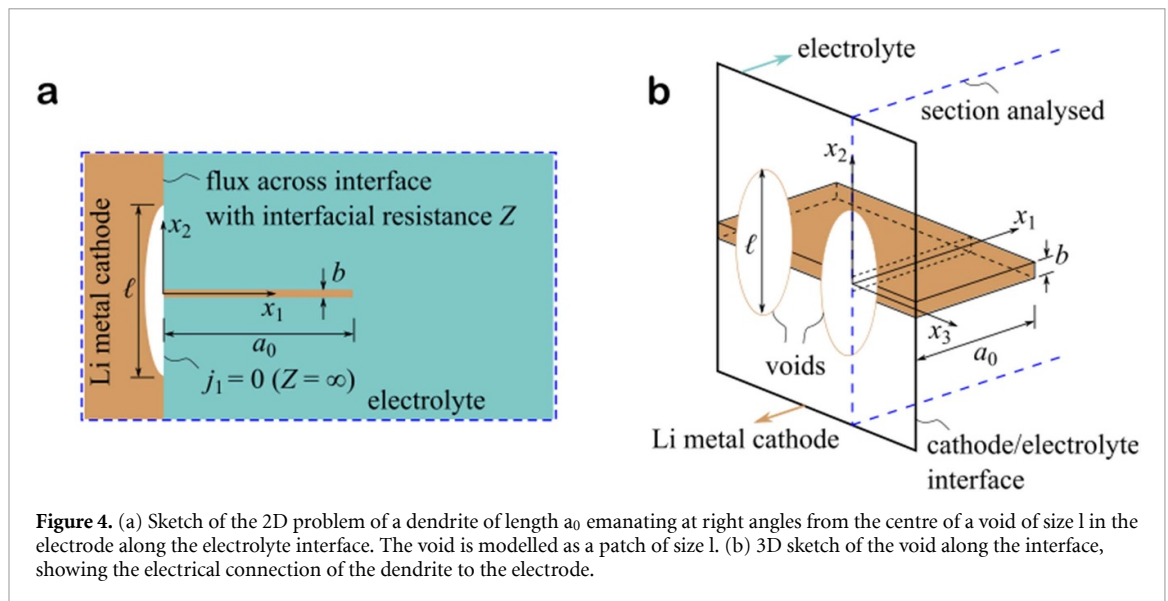 a
flux across interface
with interfacial resistance Z
Li metal cathode
ℓ
x₂
b
x₁
a₀
j₁ = 0 (Z = ∞)
electrolyte
b
electrolyte
section analysed
x₂
x₁
ℓ
b
x₃
a₀
voids
Li metal cathode
cathode/electrolyte
interface
Figure 4. (a) Sketch of the 2D problem of a dendrite of length a₀ emanating at right angles from the centre of a void of size l in the
electrode along the electrolyte interface. The void is modelled as a patch of size l. (b) 3D sketch of the void along the interface,
showing the electrical connection of the dendrite to the electrode.